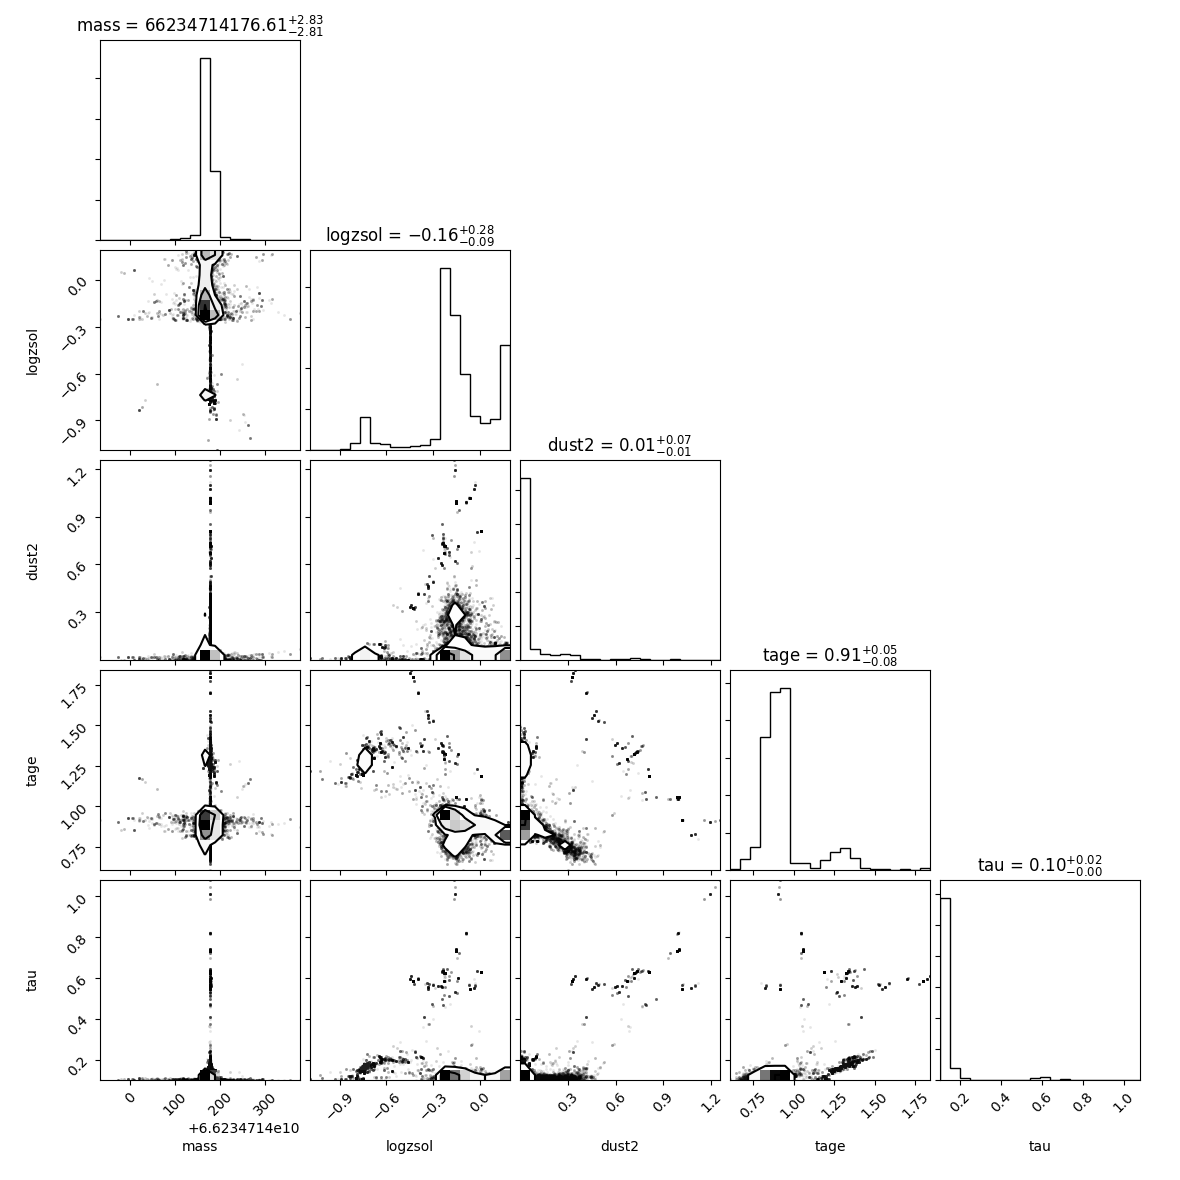 mass = 66234714176.61+2.83 −2.81
logzsol = −0.16+0.28 −0.09
0.0
−0.3
−0.6
−0.9
logzsol
dust2 = 0.01+0.07 −0.01
1.2
0.9
0.6
0.3
dust2
tage = 0.91+0.05 −0.08
1.75
1.50
1.25
1.00
0.75
tage
tau = 0.10+0.02 −0.00
1.0
0.8
0.6
0.4
0.2
tau
0 100 200 300
−0.9 −0.6 −0.3 0.0
0.3 0.6 0.9 1.2
0.75 1.00 1.25 1.50 1.75
0.2 0.4 0.6 0.8 1.0
+6.6234714e10
mass logzsol dust2 tage tau